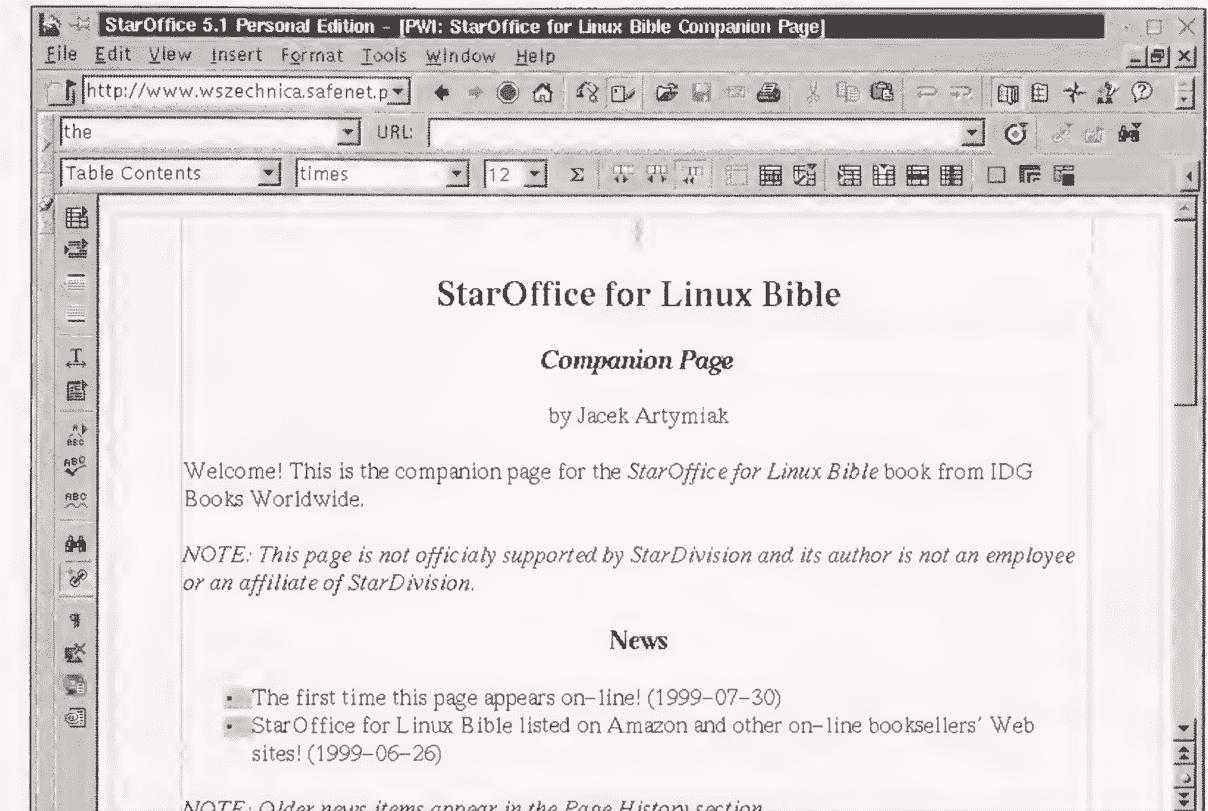 StarOffice 5.1 Personal Edition - [PWI: StarOffice for Linux Bible Companion Page]
File Edit View Insert Format Tools Window Help
http://www.wszechnica.safenet.p
the URL:
Table Contents times 12 Σ
StarOffice for Linux Bible
Companion Page
by Jacek Artymiak
Welcome! This is the companion page for the StarOffice for Linux Bible book from IDG
Books Worldwide.
NOTE: This page is not officialy supported by StarDivision and its author is not an employee
or an affiliate of StarDivision.
News
The first time this page appears on-line! (1999-07-30)
StarOffice for Linux Bible listed on Amazon and other on-line booksellers' Web
sites! (1999-06-26)
NOTE: Older news items appear in the Page History section.